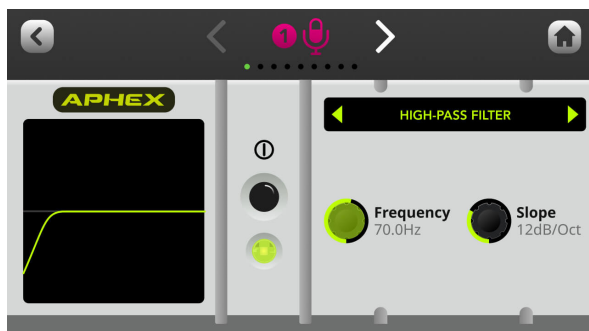 1
APHEX
HIGH-PASS FILTER
Frequency
70.0Hz
Slope
12dB/Oct